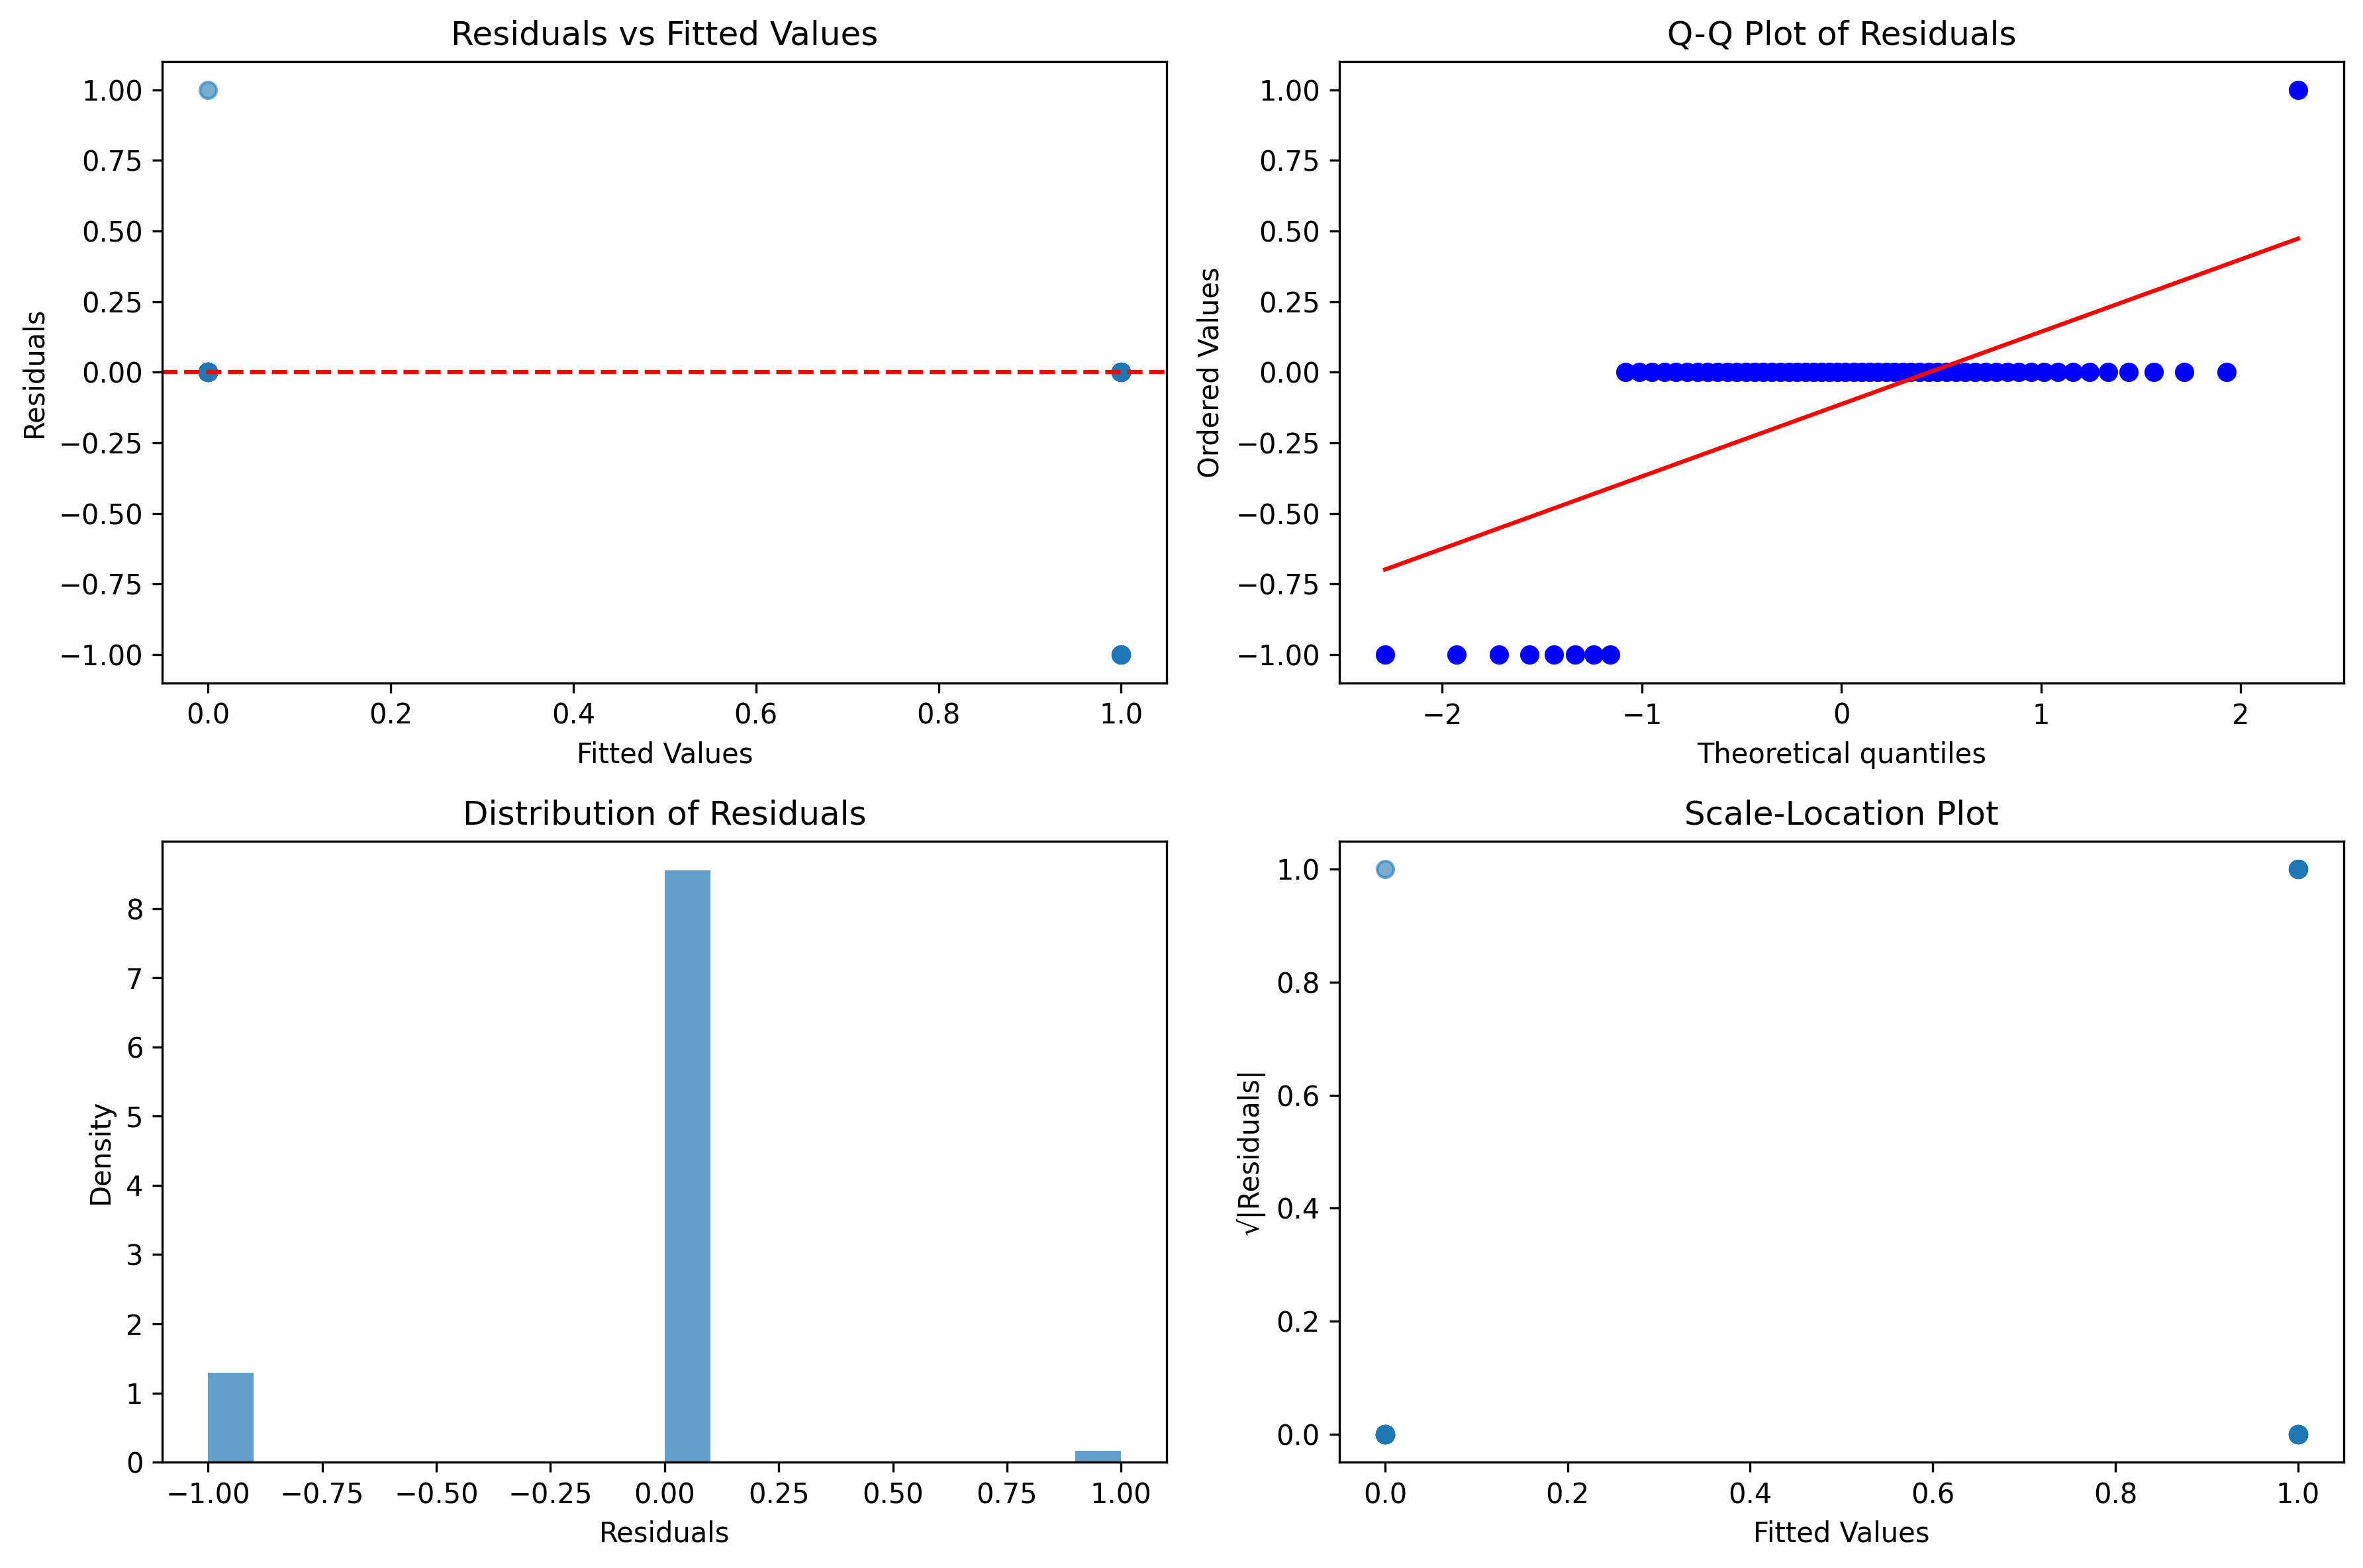 Residuals vs Fitted Values
1.00
0.75
0.50
0.25
0.00
−0.25
−0.50
−0.75
−1.00
Residuals
0.0 0.2 0.4 0.6 0.8 1.0
Fitted Values
Q-Q Plot of Residuals
1.00
0.75
0.50
0.25
0.00
−0.25
−0.50
−0.75
−1.00
Ordered Values
−2 −1 0 1 2
Theoretical quantiles
Distribution of Residuals
8
7
6
5
4
3
2
1
0
Density
−1.00 −0.75 −0.50 −0.25 0.00 0.25 0.50 0.75 1.00
Residuals
Scale-Location Plot
1.0
0.8
0.6
0.4
0.2
0.0
√|Residuals|
0.0 0.2 0.4 0.6 0.8 1.0
Fitted Values